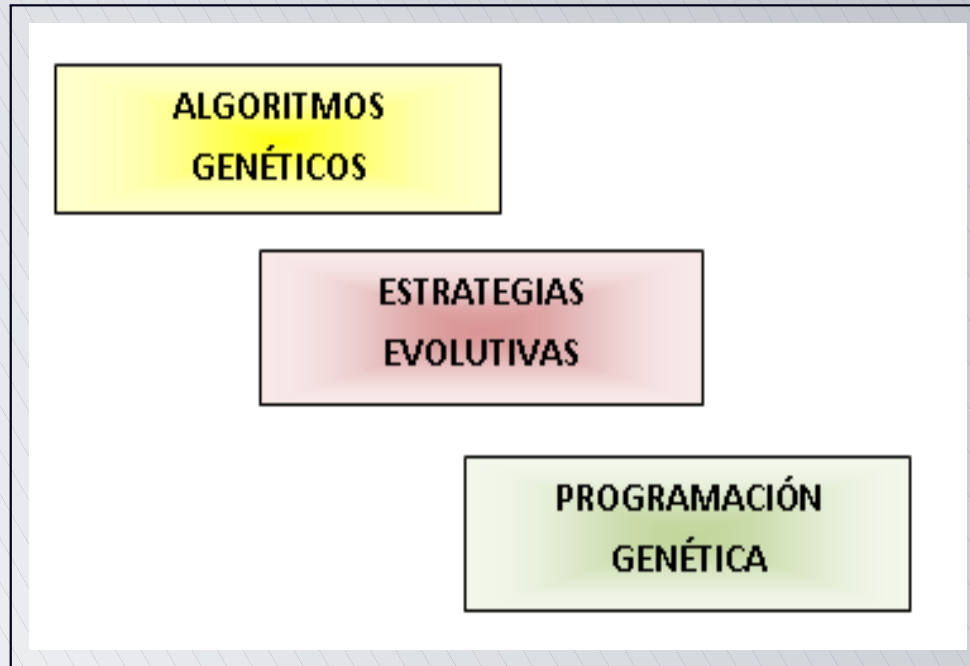 ALGORITMOS
GENÉTICOS
ESTRATEGIAS
EVOLUTIVAS
PROGRAMACIÓN
GENÉTICA